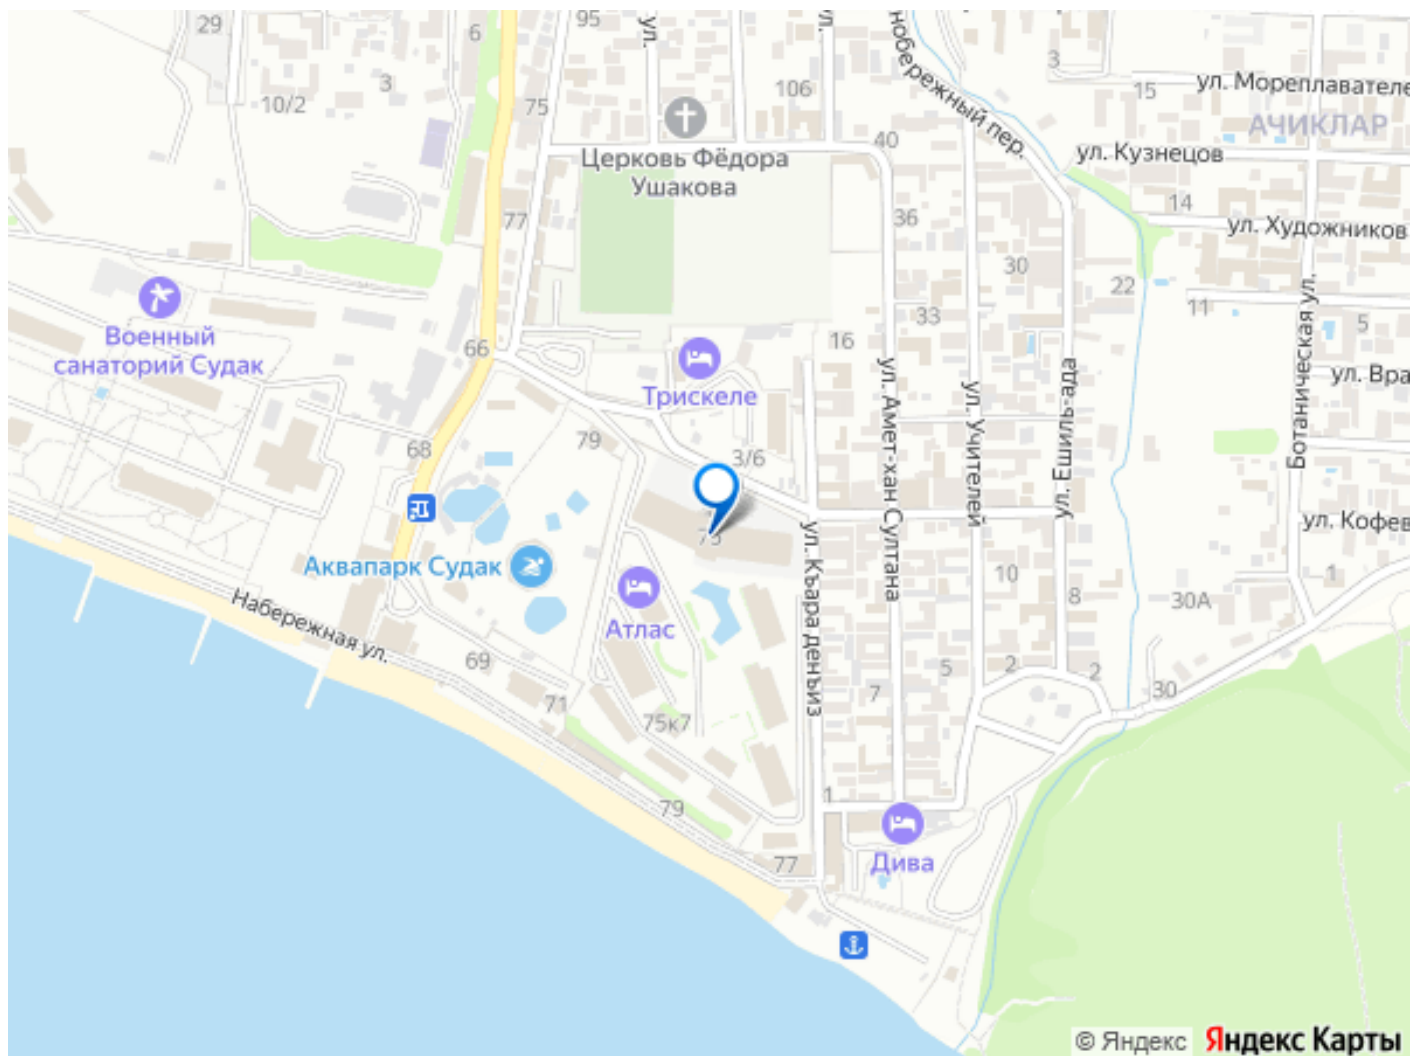 29
6
95
ул.
ул.
нобережный пер.
3
3
10/2
75
106
15
ул. Мореплавателе
АЧИКЛАР
40
ул. Кузнецов
Церковь Фёдора
Ушакова
77
36
14
ул. Художников
30
22
11
Военный
санаторий Судак
66
16
33
5
Ботаническая ул.
Трискеле
ул. Амет-хан Султана
ул. Учителей
ул. Ешиль-ада
ул. Вра
68
79
3/6
ул. Кофев
ул. Къара денъиз
Аквапарк Судак
10
8
1
30А
Набережная ул.
Атлас
69
71
75к7
7
5
2
2
30
79
1
77
Дива
© Яндекс
Яндекс Карты